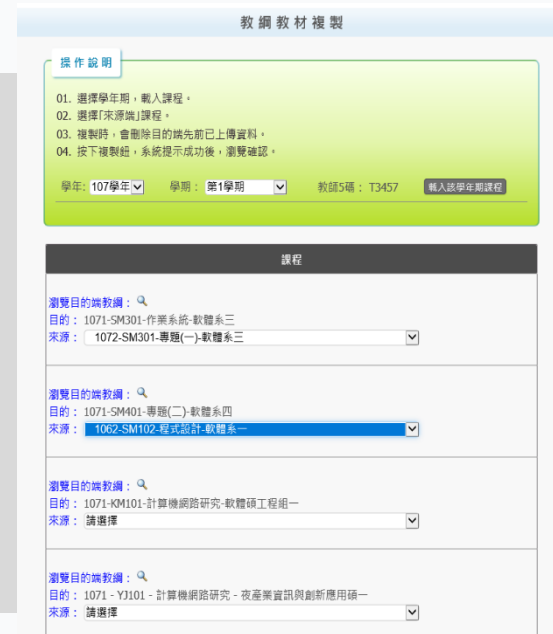 教綱教材複製
操作說明
01. 選擇學年期，載入課程。
02. 選擇「來源端」課程。
03. 複製時，會刪除目的端先前已上傳資料。
04. 按下複製鈕，系統提示成功後，瀏覽確認。
學年: 107學年 學期： 第1學期 教師5碼： T3457 載入該學年期課程
課程
瀏覽目的端教綱：
目的： 1071-SM301-作業系統-軟體系三
來源： 1072-SM301-專題(一)-軟體系三
瀏覽目的端教綱：
目的： 1071-SM401-專題(二)-軟體系四
來源： 1062-SM102-程式設計-軟體系一
瀏覽目的端教綱：
目的： 1071-KM101-計算機網路研究-軟體碩工程組一
來源： 請選擇
瀏覽目的端教綱：
目的： 1071 - YJ101 - 計算機網路研究 - 夜產業資訊與創新應用碩一
來源： 請選擇